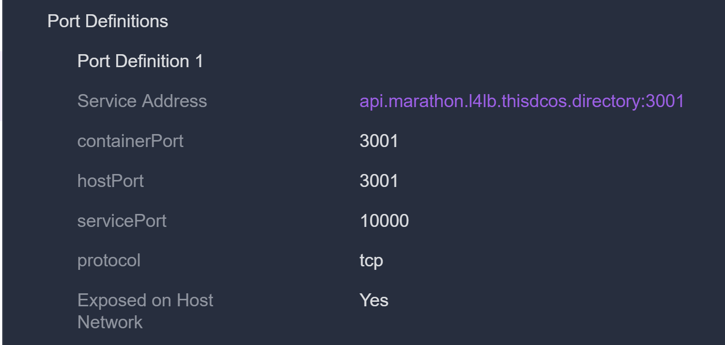 Port Definitions
Port Definition 1
Service Address api.marathon.l4lb.thisdcos.directory:3001
containerPort 3001
hostPort 3001
servicePort 10000
protocol tcp
Exposed on Host Yes
Network